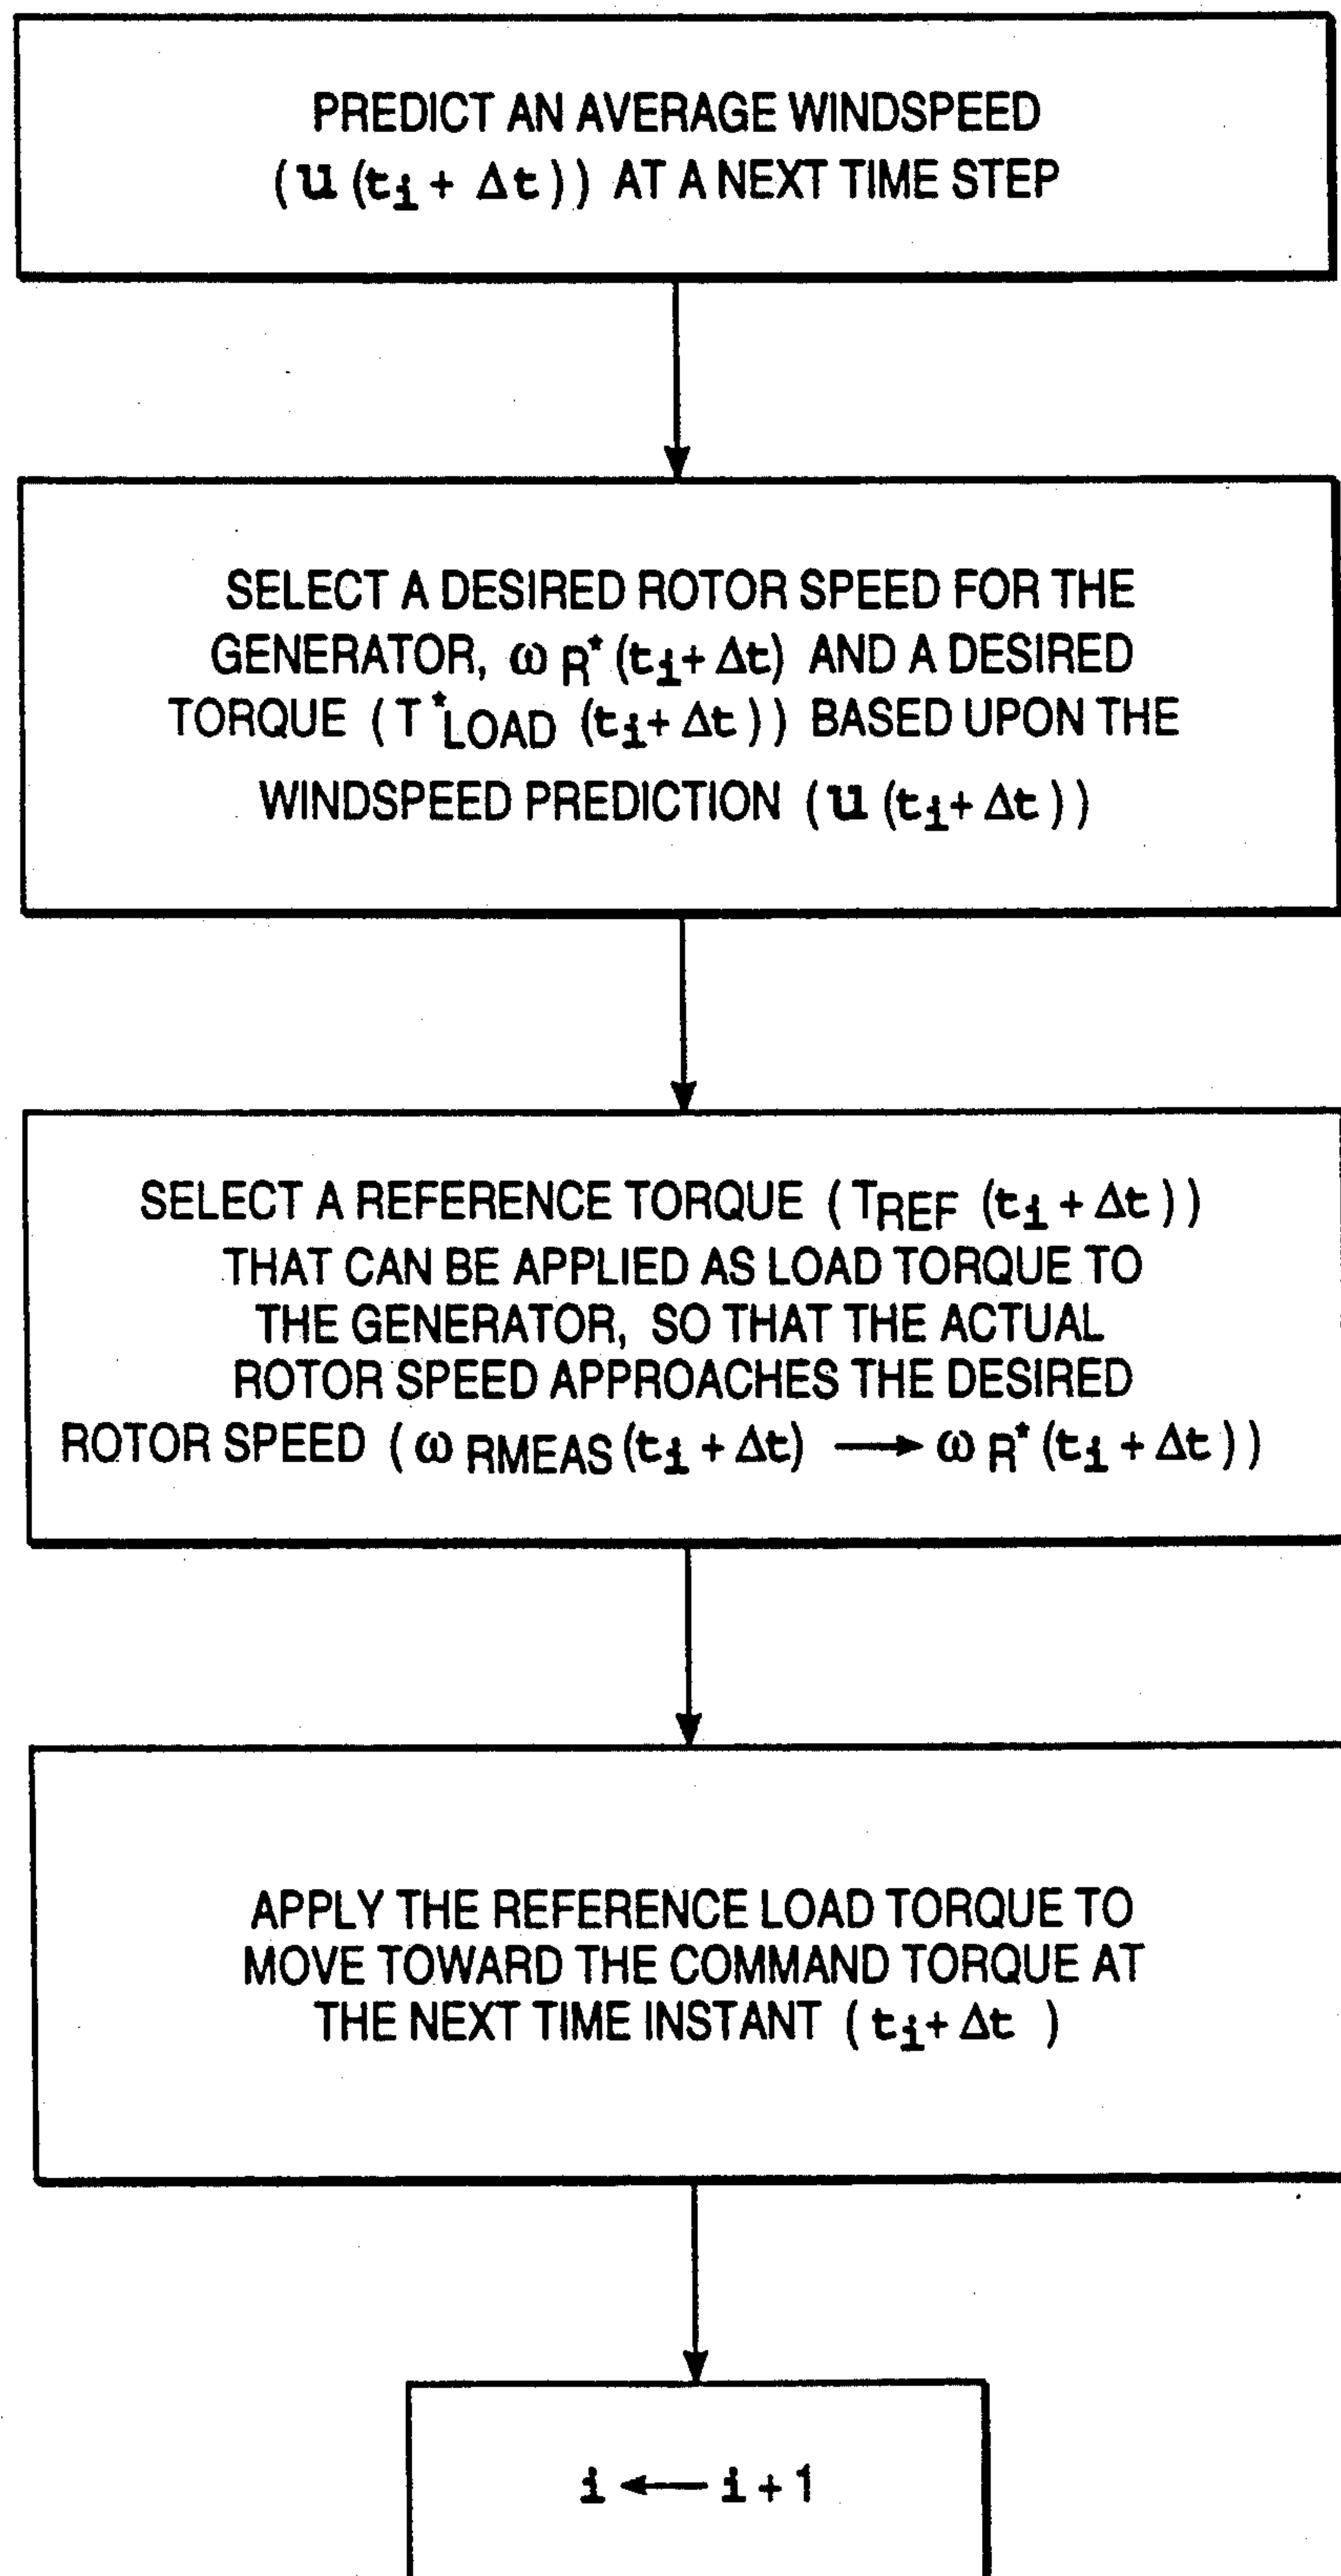 PREDICT AN AVERAGE WINDSPEED
(u (ti + Δt)) AT A NEXT TIME STEP
SELECT A DESIRED ROTOR SPEED FOR THE
GENERATOR, ω R* (ti+ Δt) AND A DESIRED
TORQUE (T*LOAD (ti+ Δt)) BASED UPON THE
WINDSPEED PREDICTION (u (ti+ Δt))
SELECT A REFERENCE TORQUE (TREF (ti + Δt))
THAT CAN BE APPLIED AS LOAD TORQUE TO
THE GENERATOR, SO THAT THE ACTUAL
ROTOR SPEED APPROACHES THE DESIRED
ROTOR SPEED (ω RMEAS (ti + Δt) → ω R* (ti + Δt))
APPLY THE REFERENCE LOAD TORQUE TO
MOVE TOWARD THE COMMAND TORQUE AT
THE NEXT TIME INSTANT (ti+ Δt )
i ← i + 1